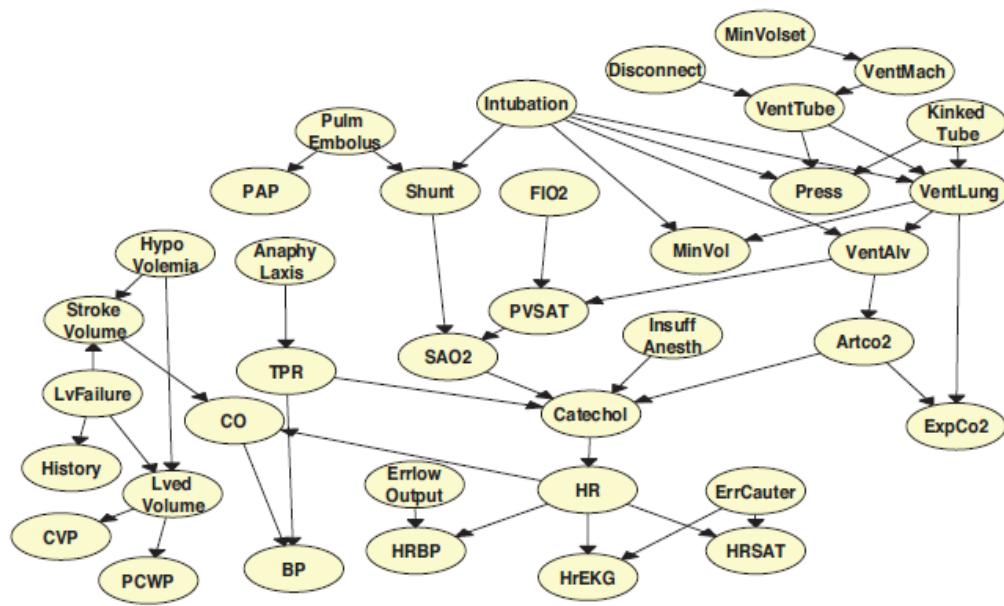 MinVolset
Disconnect
VentMach
Intubation
VentTube
Kinked
Tube
Pulm
Embolus
PAP
Shunt
FIO2
Press
VentLung
Hypo
Volemia
Anaphy
Laxis
MinVol
VentAlv
Stroke
Volume
PVSAT
Insuff
Anesth
SAO2
Artco2
TPR
LvFailure
CO
Catechol
ExpCo2
History
Errlow
Output
Lved
Volume
HR
ErrCauter
CVP
HRBP
HRSAT
PCWP
BP
HrEKG